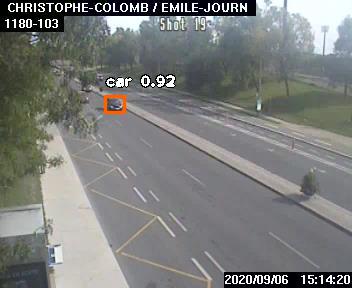 CHRISTOPHE-COLOMB / EMILE-JOURN
1180-103
Shot 19
car 0.92
2020/09/06 15:14:20